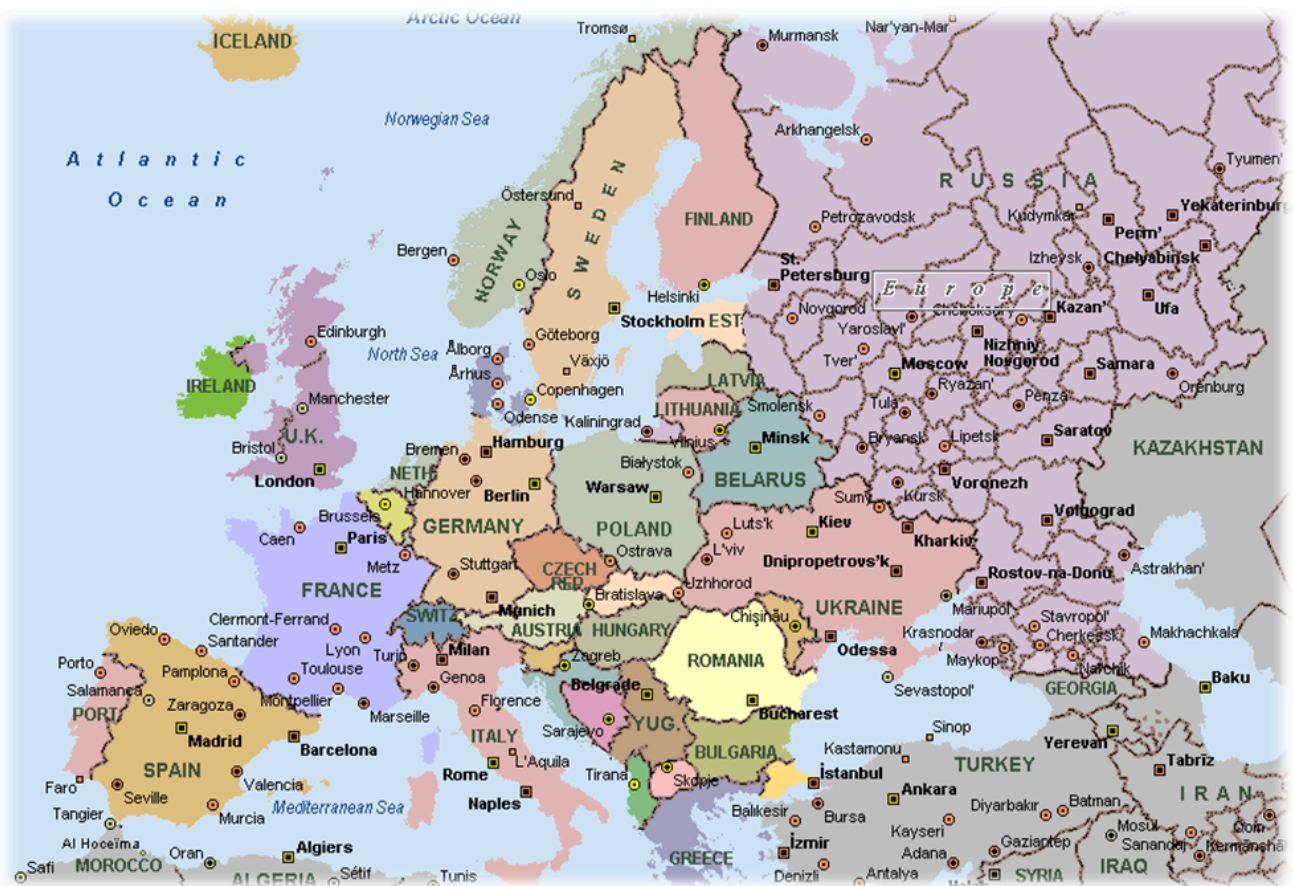 Arctic Ocean
Tromsø
Nar'yan-Mar
ICELAND
Murmansk
Norwegian Sea
Arkhangelsk
Atlantic
Ocean
Tyumen'
RUSSIA
Östersund
SWEDEN
FINLAND
Petrozavodsk
Kudymkar
Yekaterinburg
Perm'
Bergen
NORWAY
Oslo
St.
Petersburg
Izhevsk
Chelyabinsk
Helsinki
Europe
Stockholm
EST
Novgorod
Cheboksary
Kazan'
Ufa
Edinburgh
North Sea
Göteborg
Yaroslavl'
Nizhniy
Novgorod
Ålborg
Växjö
Tver'
Moscow
Samara
Århus
LATVIA
Ryazan'
Orenburg
IRELAND
Manchester
Copenhagen
LITHUANIA
Smolensk
Tula
Penza
Odense
Kaliningrad
U.K.
Bristol
Bremen
Hamburg
Vilnius
Minsk
Bryansk
Lipetsk
Saratov
KAZAKHSTAN
London
NETH
Białystok
BELARUS
Hannover
Berlin
Warsaw
Sumy
Kursk
Voronezh
Brussels
GERMANY
POLAND
Luts'k
Kiev
Volgograd
Caen
Paris
Kharkiv
Metz
Stuttgart
CZECH
REP
Ostrava
L'viv
Dnipropetrovs'k
Astrakhan'
FRANCE
Munich
Bratislava
Uzhhorod
Rostov-na-Donu
Clermont-Ferrand
SWITZ
AUSTRIA
HUNGARY
Chişinău
UKRAINE
Mariupol'
Stavropol'
Oviedo
Santander
Lyon
Turin
Milan
Zagreb
ROMANIA
Odessa
Krasnodar
Cherkessk
Makhachkala
Porto
Pamplona
Toulouse
Genoa
Maykop
Nal'chik
Salamanca
Zaragoza
Montpellier
Florence
Belgrade
Sevastopol'
GEORGIA
Baku
PORT.
Marseille
Bucharest
Madrid
Barcelona
ITALY
Sarajevo
YUG.
BULGARIA
Sinop
Yerevan
SPAIN
L'Aquila
Kastamonu
TURKEY
Tabrīz
Faro
Valencia
Rome
Tirana
Skopje
İstanbul
Seville
Naples
Ankara
IRAN
Tangier
Murcia
Mediterranean Sea
Balıkesir
Bursa
Diyarbakır
Batman
Al Hoceïma
Kayseri
Mosul
Qom
Oran
Algiers
İzmir
Gaziantep
Sanandaj
MOROCCO
GREECE
Adana
Kermānshāh
Safi
ALGERIA
Sétif
Tunis
Denizli
Antalya
SYRIA
IRAQ